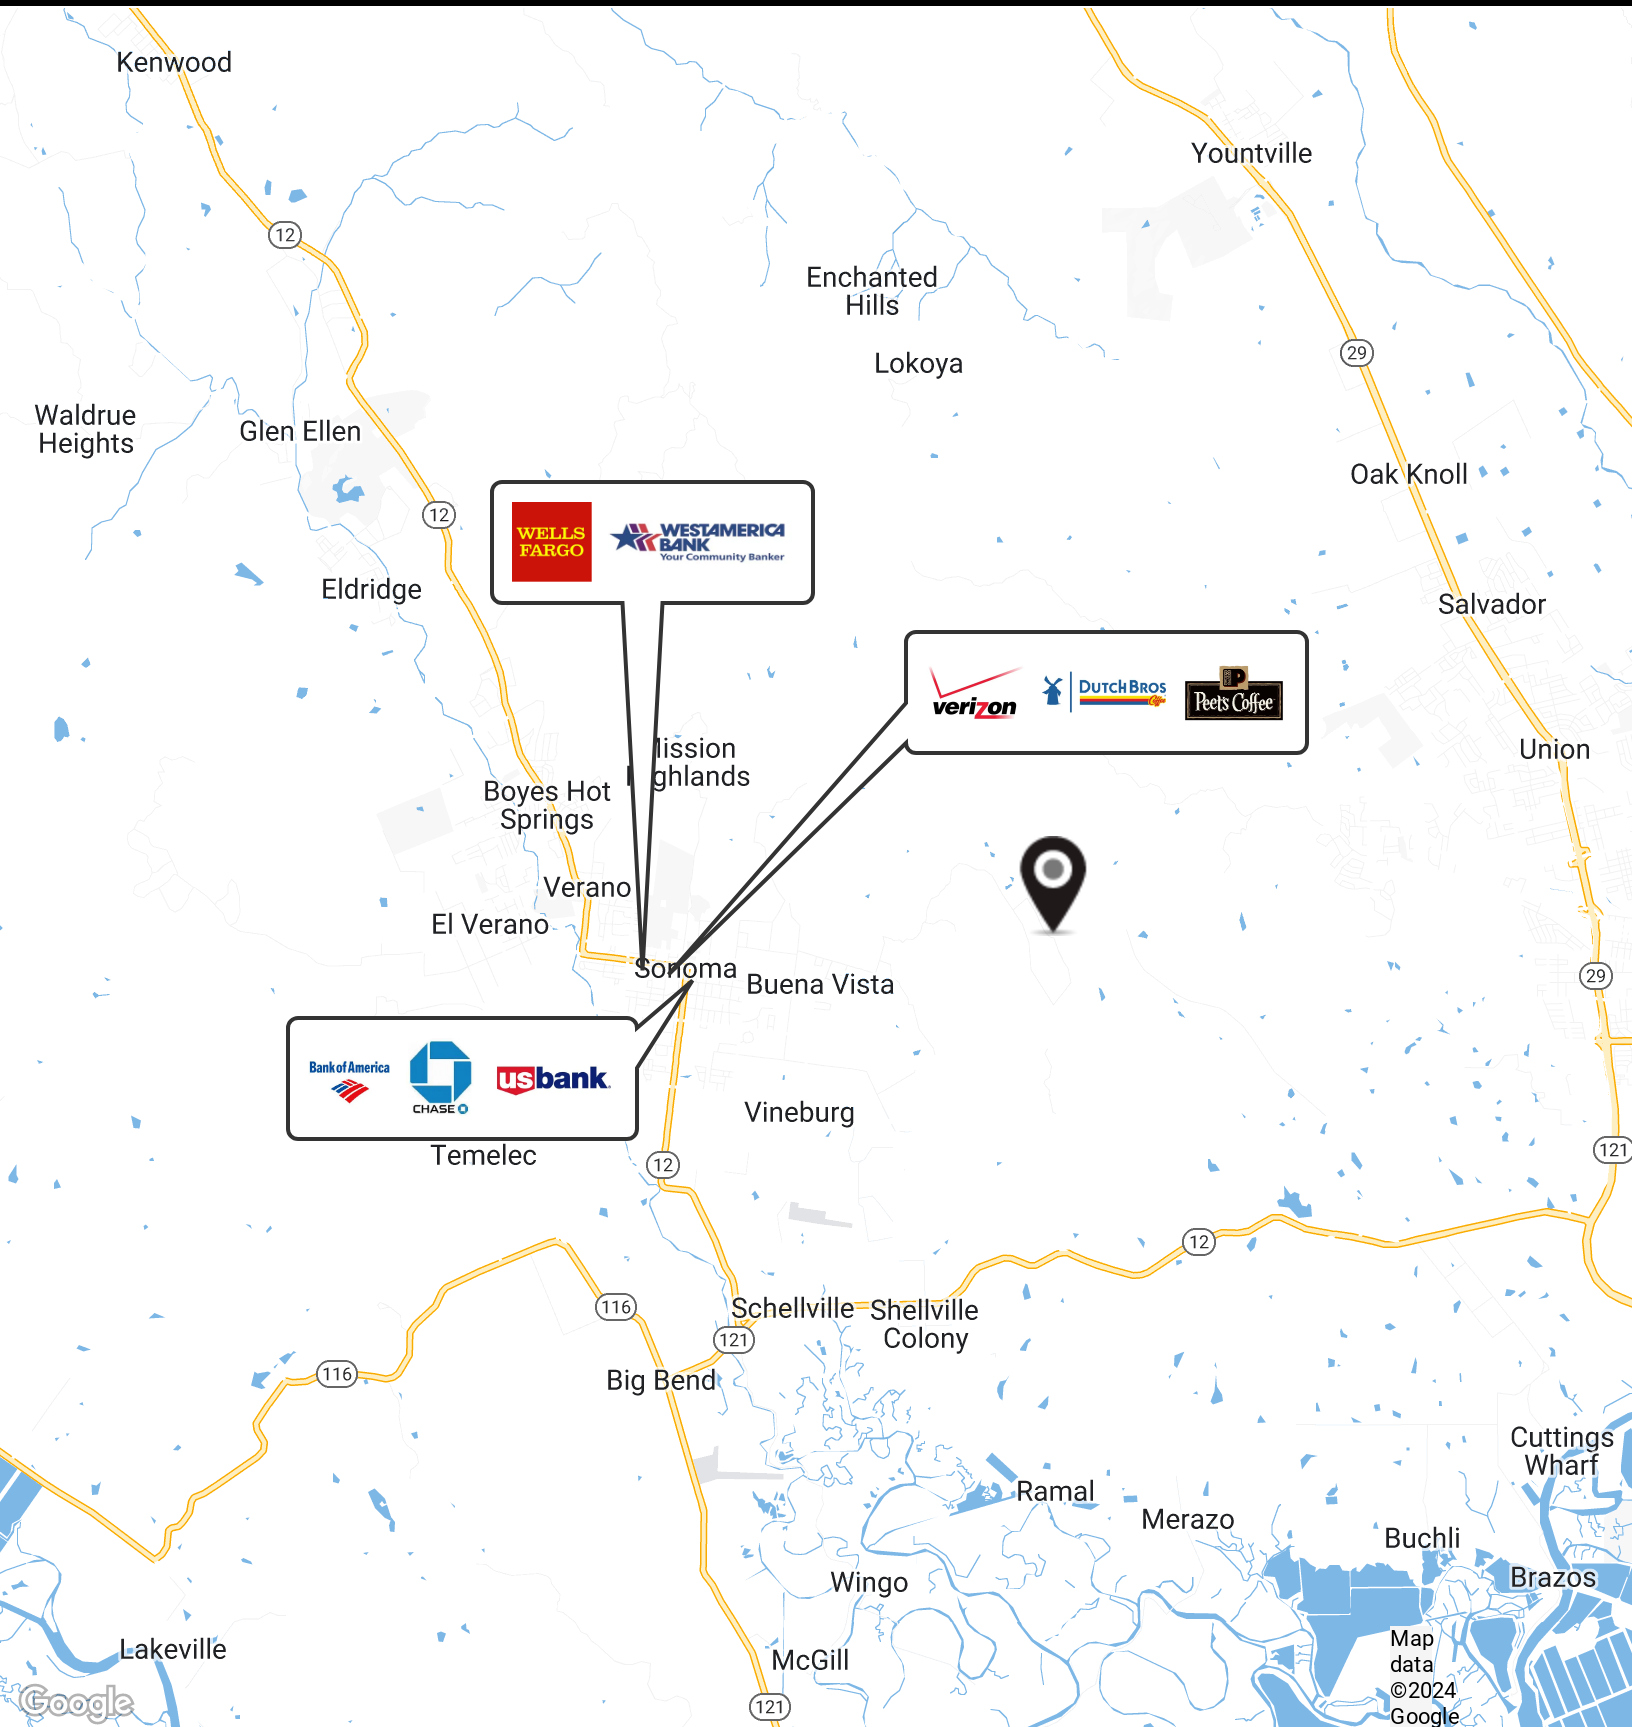 Kenwood
Yountville
12
Enchanted
Hills
29
Lokoya
Waldrue
Heights
Glen Ellen
Oak Knoll
12
WELLS
FARGO
WESTAMERICA
BANK
Your Community Banker
Eldridge
Salvador
verizon
DUTCH BROS
Coffee
Peet's Coffee
Mission
Highlands
Union
Boyes Hot
Springs
Verano
El Verano
Sonoma
Buena Vista
29
Bank of America
CHASE
usbank
Vineburg
Temelec
12
121
12
116
Schellville
Shellville
Colony
121
116
Big Bend
Cuttings
Wharf
Ramal
Merazo
Buchli
Wingo
Brazos
Lakeville
McGill
Map
data
©2024
Google
Google
121